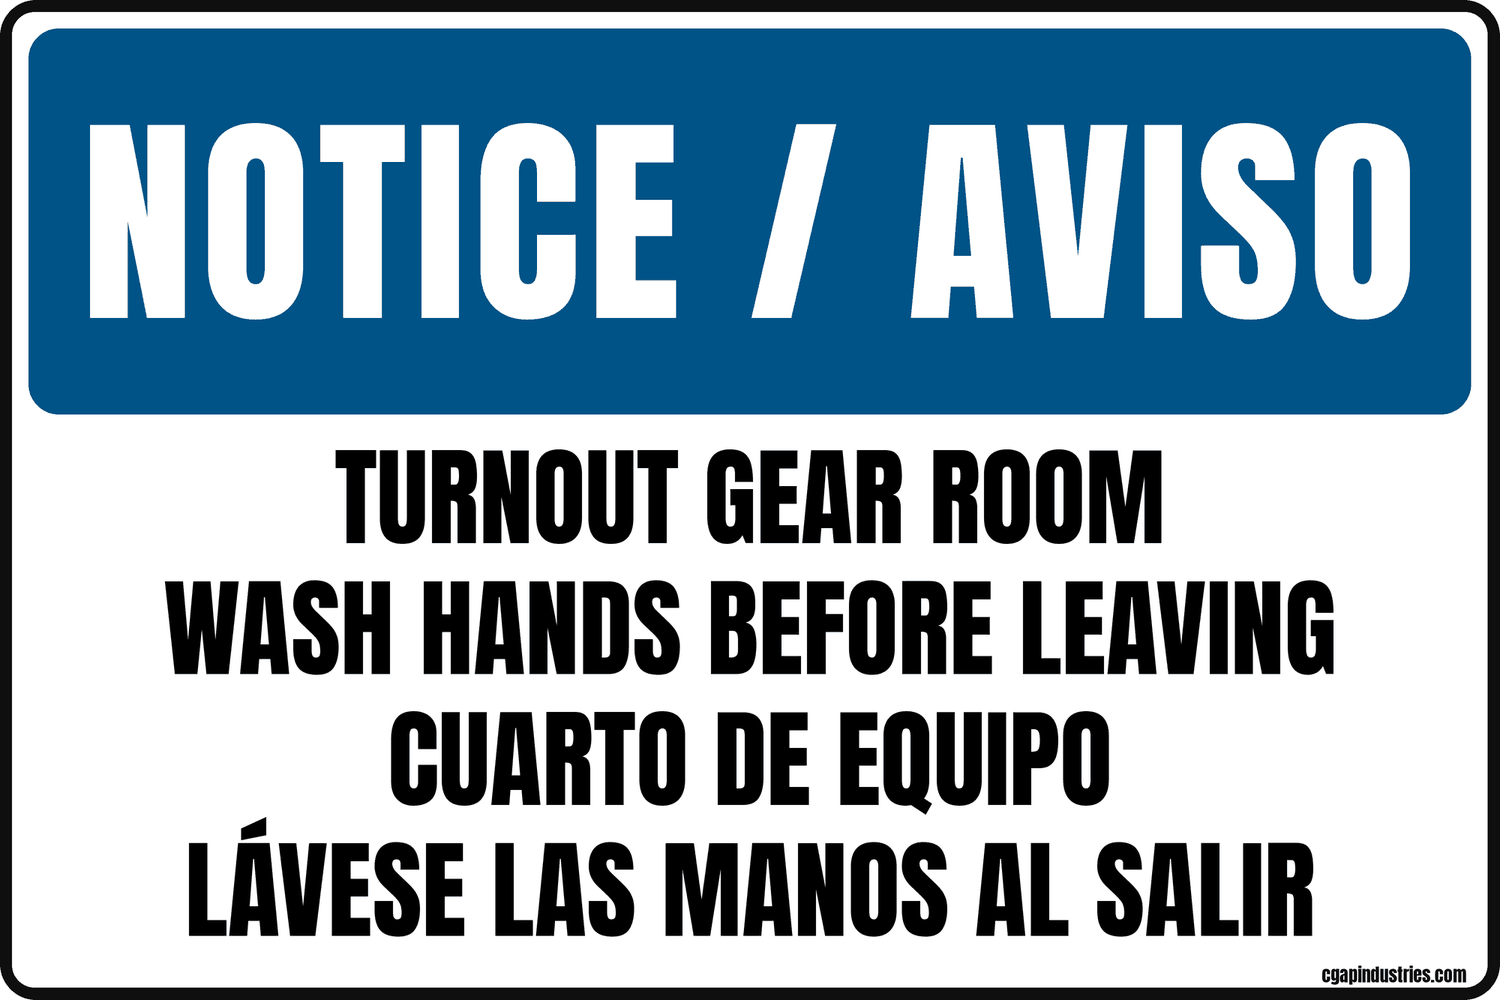 NOTICE / AVISO
TURNOUT GEAR ROOM
WASH HANDS BEFORE LEAVING
CUARTO DE EQUIPO
LÁVESE LAS MANOS AL SALIR
cgapindustries.com